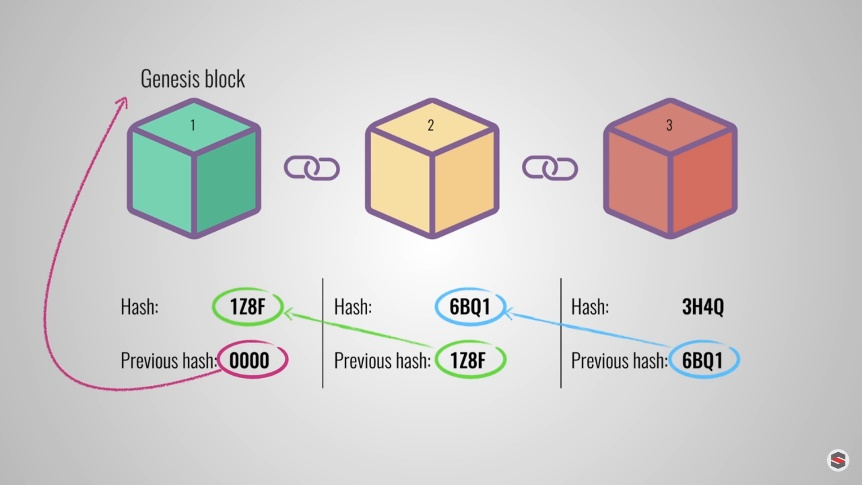 Genesis block
1
2
3
Hash: 1Z8F
Previous hash: 0000
Hash: 6BQ1
Previous hash: 1Z8F
Hash: 3H4Q
Previous hash: 6BQ1